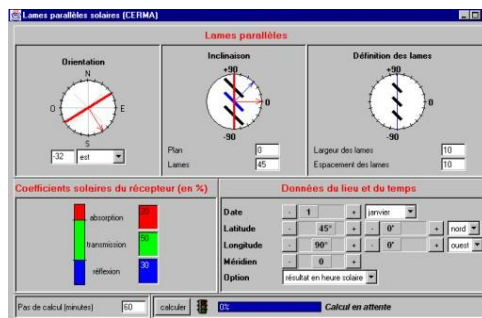 Lames parallèles solaires (CERMA)
Lames parallèles
Orientation
N
O
E
S
-32
est
Inclinaison
+90
0
-90
Plan
0
Lames
45
Définition des lames
+90
0
-90
Largeur des lames
10
Espacement des lames
10
Coefficients solaires du récepteur (en %)
absorption
20
transmission
50
réflexion
30
Données du lieu et du temps
Date
- 1 + janvier
Latitude
- 45° + - 0' + nord
Longitude
- 90° + - 0' + ouest
Méridien
- 0 +
Option
résultat en heure solaire
Pas de calcul (minutes)
60
calculer
0%
Calcul en attente